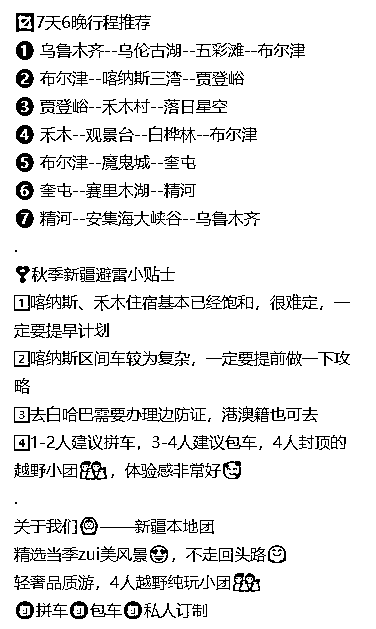 7天6晚行程推荐
❶ 乌鲁木齐--乌伦古湖--五彩滩--布尔津
❷ 布尔津--喀纳斯三湾--贾登峪
❸ 贾登峪--禾木村--落日星空
❹ 禾木--观景台--白桦林--布尔津
❺ 布尔津--魔鬼城--奎屯
❻ 奎屯--赛里木湖--精河
❼ 精河--安集海大峡谷--乌鲁木齐
.
秋季新疆避雷小贴士
1喀纳斯、禾木住宿基本已经饱和，很难定，一
定要提早计划
2喀纳斯区间车较为复杂，一定要提前做一下攻
略
3去白哈巴需要办理边防证，港澳籍也可去
4 1-2人建议拼车，3-4人建议包车，4人封顶的
越野小团，体验感非常好
.
关于我们——新疆本地团
精选当季zui美风景，不走回头路
轻奢品质游，4人越野纯玩小团
拼车包车私人订制